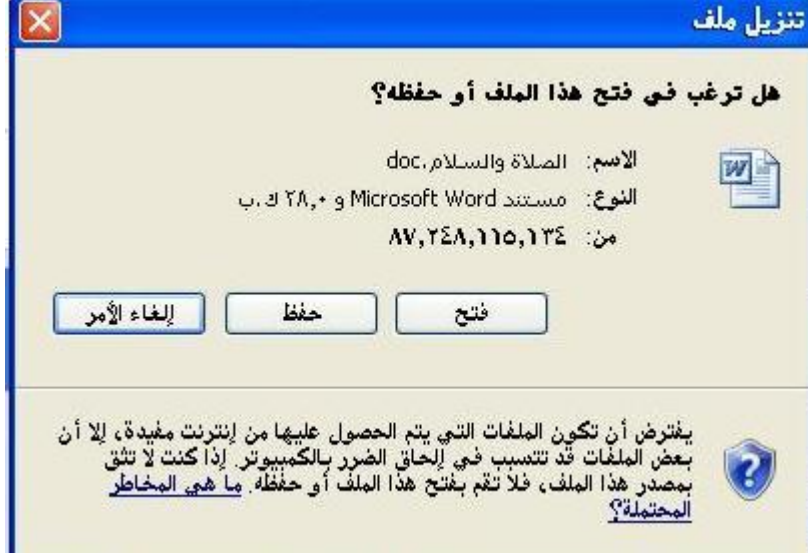 تنزيل ملف
هل ترغب في فتح هذا الملف أو حفظه؟
الاسم: الصلاة والسلام.doc
النوع: مستند Microsoft Word و ٢٨,٠ ك.ب
من: ٨٧,٢٤٨,١١٥,١٣٤
فتح
حفظ
إلغاء الأمر
يفترض أن تكون الملفات التي يتم الحصول عليها من إنترنت مفيدة، إلا أن
بعض الملفات قد تتسبب في إلحاق الضرر بالكمبيوتر. إذا كنت لا تثق
بمصدر هذا الملف، فلا تقم بفتح هذا الملف أو حفظه. ما هي المخاطر
المحتملة؟